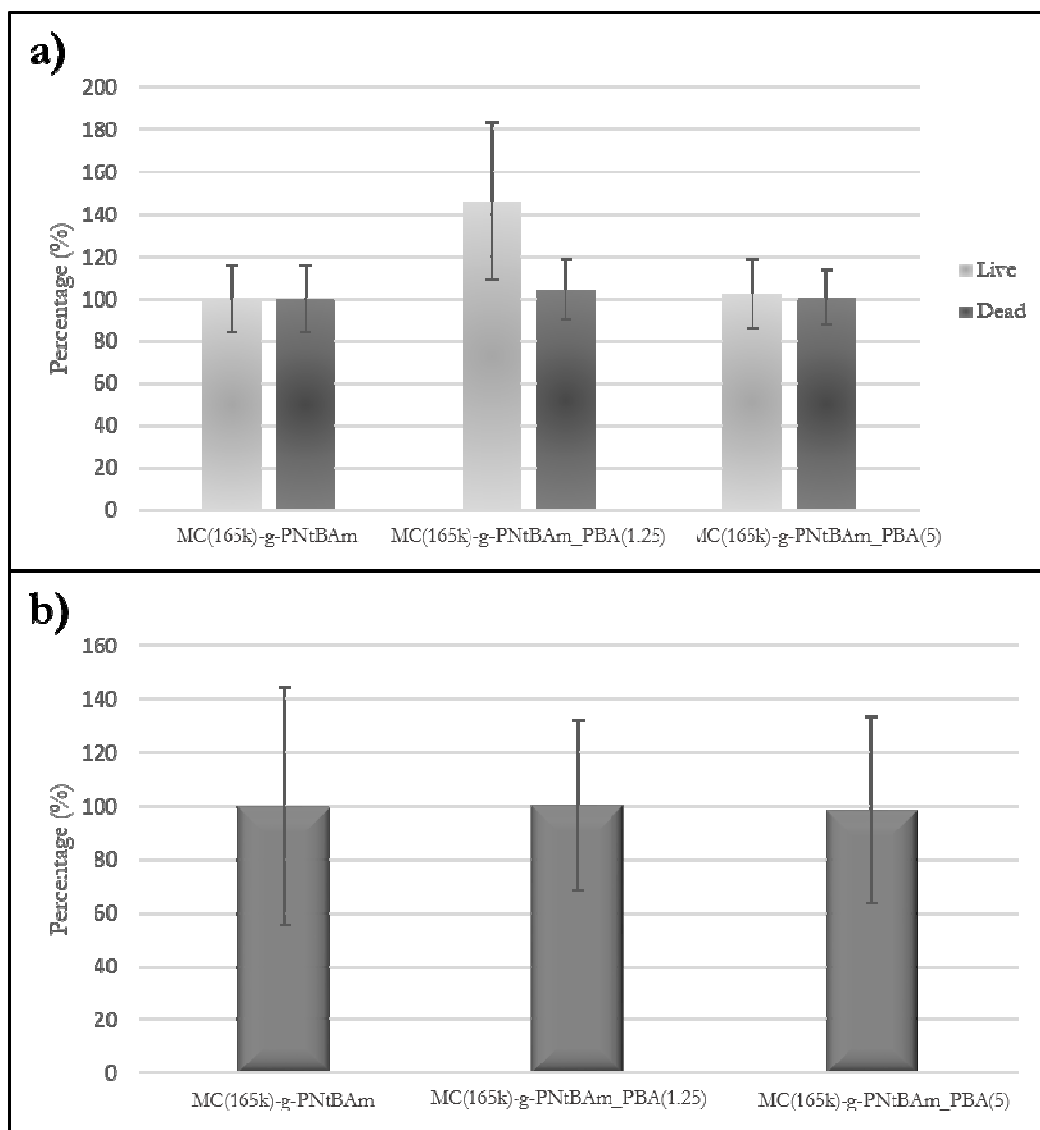 a)
200
180
160
140
120
100
80
60
40
20
0
Percentage (%)
MC(165k)-g-PNtBAm
MC(165k)-g-PNtBAm_PBA(1.25)
MC(165k)-g-PNtBAm_PBA(5)
Live
Dead
b)
160
140
120
100
80
60
40
20
0
Percentage (%)
MC(165k)-g-PNtBAm
MC(165k)-g-PNtBAm_PBA(1.25)
MC(165k)-g-PNtBAm_PBA(5)